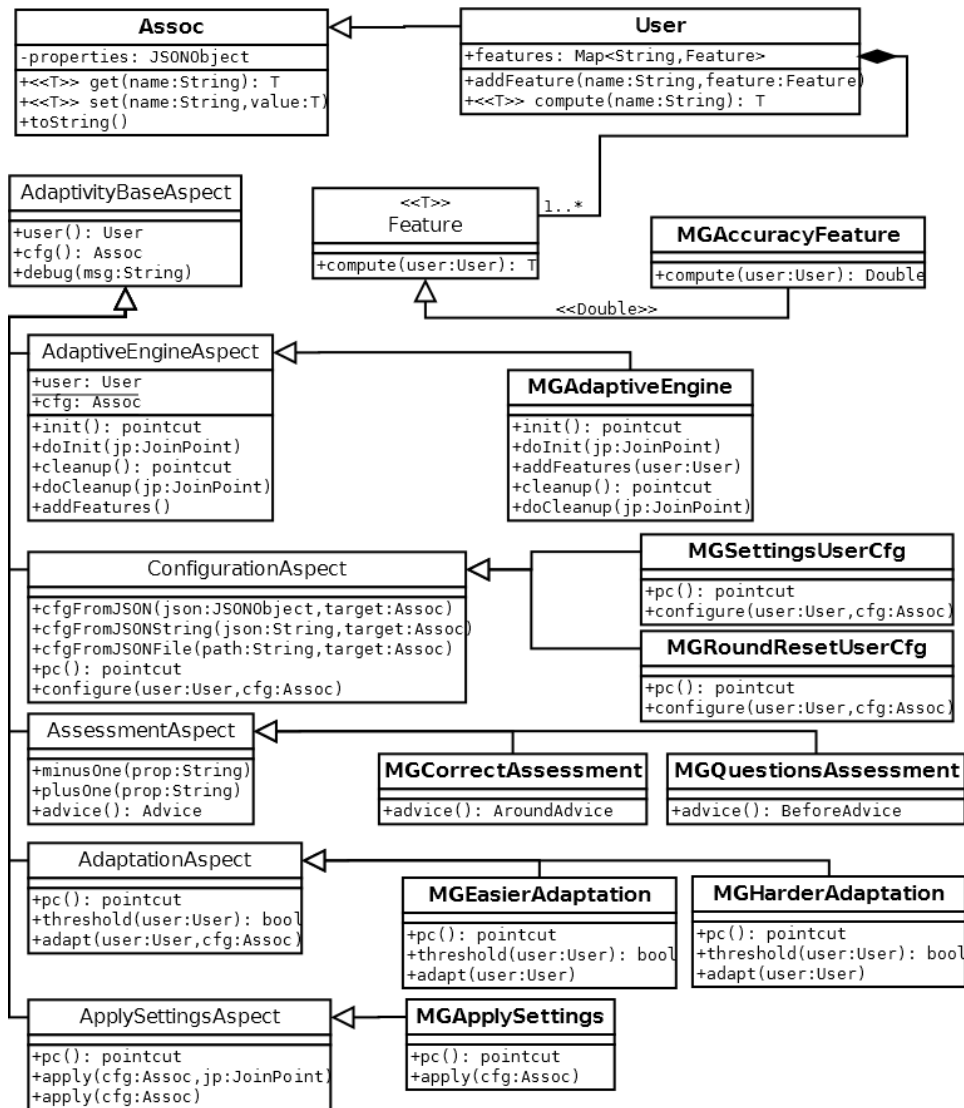 Assoc
-properties: JSONObject
+<<T>> get(name:String): T
+<<T>> set(name:String,value:T)
+toString()
User
+features: Map<String,Feature>
+addFeature(name:String,feature:Feature)
+<<T>> compute(name:String): T
AdaptivityBaseAspect
+user(): User
+cfg(): Assoc
+debug(msg:String)
<<T>>
Feature
+compute(user:User): T
1..*
MGAccuracyFeature
+compute(user:User): Double
<<Double>>
AdaptiveEngineAspect
+user: User
+cfg: Assoc
+init(): pointcut
+doInit(jp:JoinPoint)
+cleanup(): pointcut
+doCleanup(jp:JoinPoint)
+addFeatures()
MGAdaptiveEngine
+init(): pointcut
+doInit(jp:JoinPoint)
+addFeatures(user:User)
+cleanup(): pointcut
+doCleanup(jp:JoinPoint)
ConfigurationAspect
+cfgFromJSON(json:JSONObject,target:Assoc)
+cfgFromJSONString(json:String,target:Assoc)
+cfgFromJSONFile(path:String,target:Assoc)
+pc(): pointcut
+configure(user:User,cfg:Assoc)
MGSettingsUserCfg
+pc(): pointcut
+configure(user:User,cfg:Assoc)
MGRoundResetUserCfg
+pc(): pointcut
+configure(user:User,cfg:Assoc)
AssessmentAspect
+minusOne(prop:String)
+plusOne(prop:String)
+advice(): Advice
MGCorrectAssessment
+advice(): AroundAdvice
MGQuestionsAssessment
+advice(): BeforeAdvice
AdaptationAspect
+pc(): pointcut
+threshold(user:User): bool
+adapt(user:User,cfg:Assoc)
MGEasierAdaptation
+pc(): pointcut
+threshold(user:User): bool
+adapt(user:User)
MGHarderAdaptation
+pc(): pointcut
+threshold(user:User): bool
+adapt(user:User)
ApplySettingsAspect
+pc(): pointcut
+apply(cfg:Assoc,jp:JoinPoint)
+apply(cfg:Assoc)
MGApplySettings
+pc(): pointcut
+apply(cfg:Assoc)